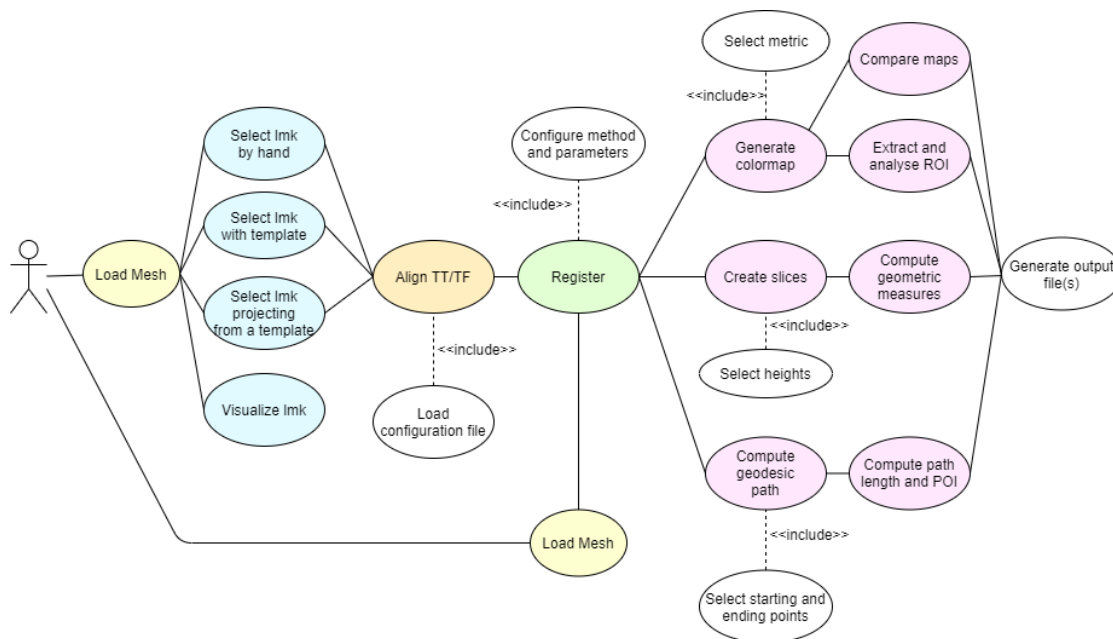 Select metric
Compare maps
<<include>>
Select lmk
by hand
Configure method
and parameters
Generate
colormap
Extract and
analyse ROI
<<include>>
Select lmk
with template
Load Mesh
Align TT/TF
Register
Create slices
Compute
geometric
measures
Generate output
file(s)
Select lmk
projecting
from a template
<<include>>
<<include>>
Select heights
Visualize lmk
Load
configuration file
Compute
geodesic
path
Compute path
length and POI
Load Mesh
<<include>>
Select starting and
ending points